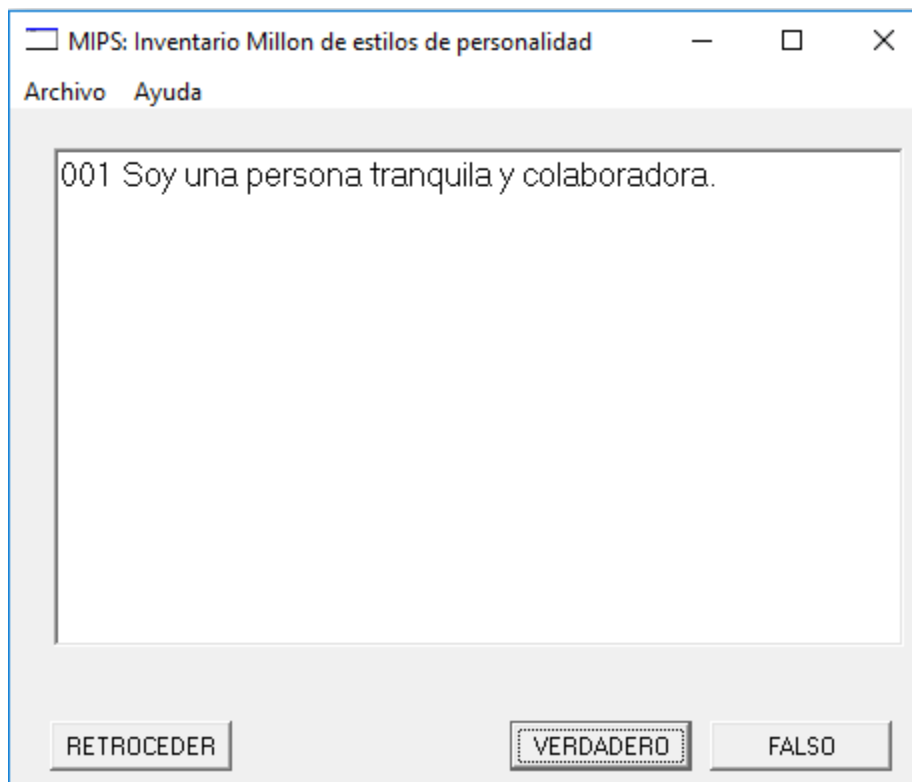 MIPS: Inventario Millon de estilos de personalidad
Archivo Ayuda
001 Soy una persona tranquila y colaboradora.
RETROCEDER VERDADERO FALSO